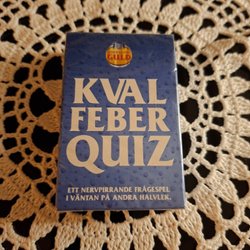 GULD
KVAL
FEBER
QUIZ
ETT NERVPIRRANDE FRÅGESPEL
I VÄNTAN PÅ ANDRA HALVLEK.